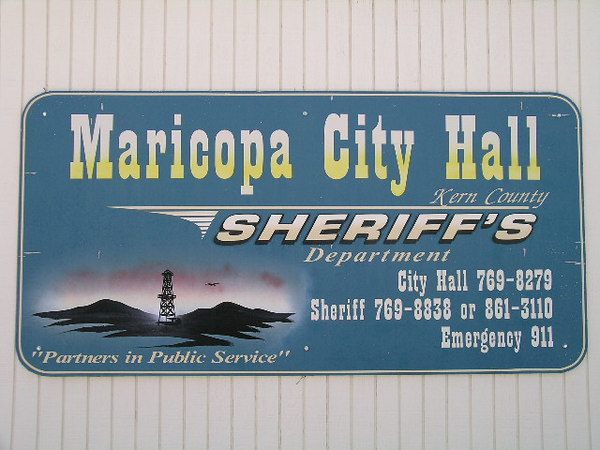 Maricopa City Hall
Kern County
SHERIFF'S
Department
City Hall 769-8279
Sheriff 769-8838 or 861-3110
Emergency 911
"Partners in Public Service"